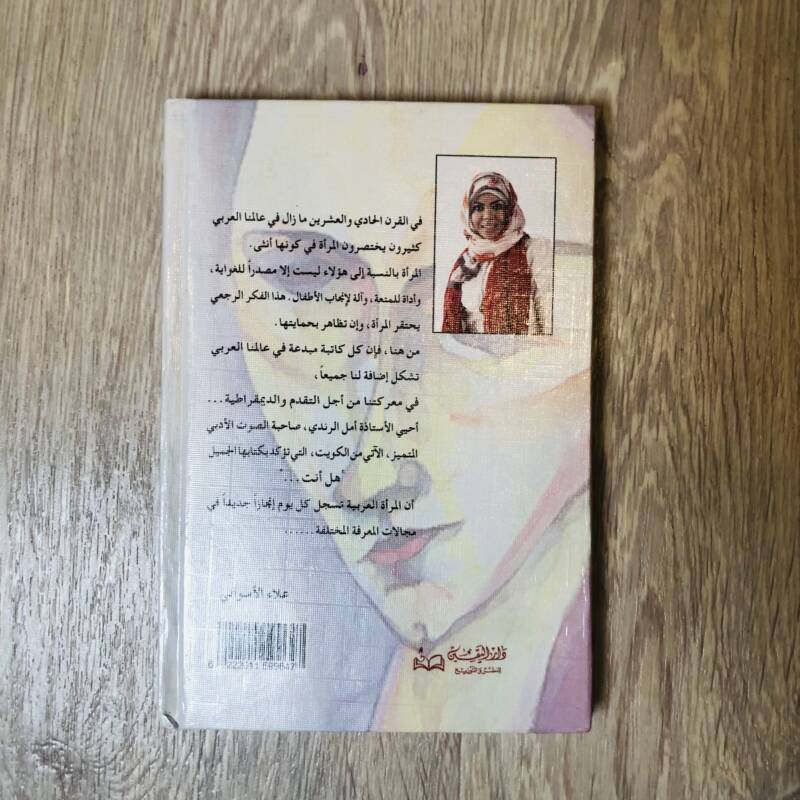 في القرن الحادي والعشرين ما زال في عالمنا العربي
كثيرون يختصرون المرأة في كونها أنثى.
المرأة بالنسبة إلى هؤلاء ليست إلا مصدراً للغواية،
وأداة للمتعة، وآلة لإنجاب الأطفال. هذا الفكر الرجعي
يحتقر المرأة، وإن تظاهر بحمايتها.
من هنا، فإن كل كاتبة مبدعة في عالمنا العربي
تشكل إضافة لنا جميعاً،
في معركتنا من أجل التقدم والديمقراطية...
أحيي الأستاذة أمل الرندي، صاحبة الصوت الأدبي
المتميز، الآتي من الكويت، التي تؤكد بكتابها الجميل
"هل أنت..."
أن المرأة العربية تسجل كل يوم إنجازاً جديداً في
مجالات المعرفة المختلفة......
علاء الأسواني
دار اليقين
للنشر والتوزيع